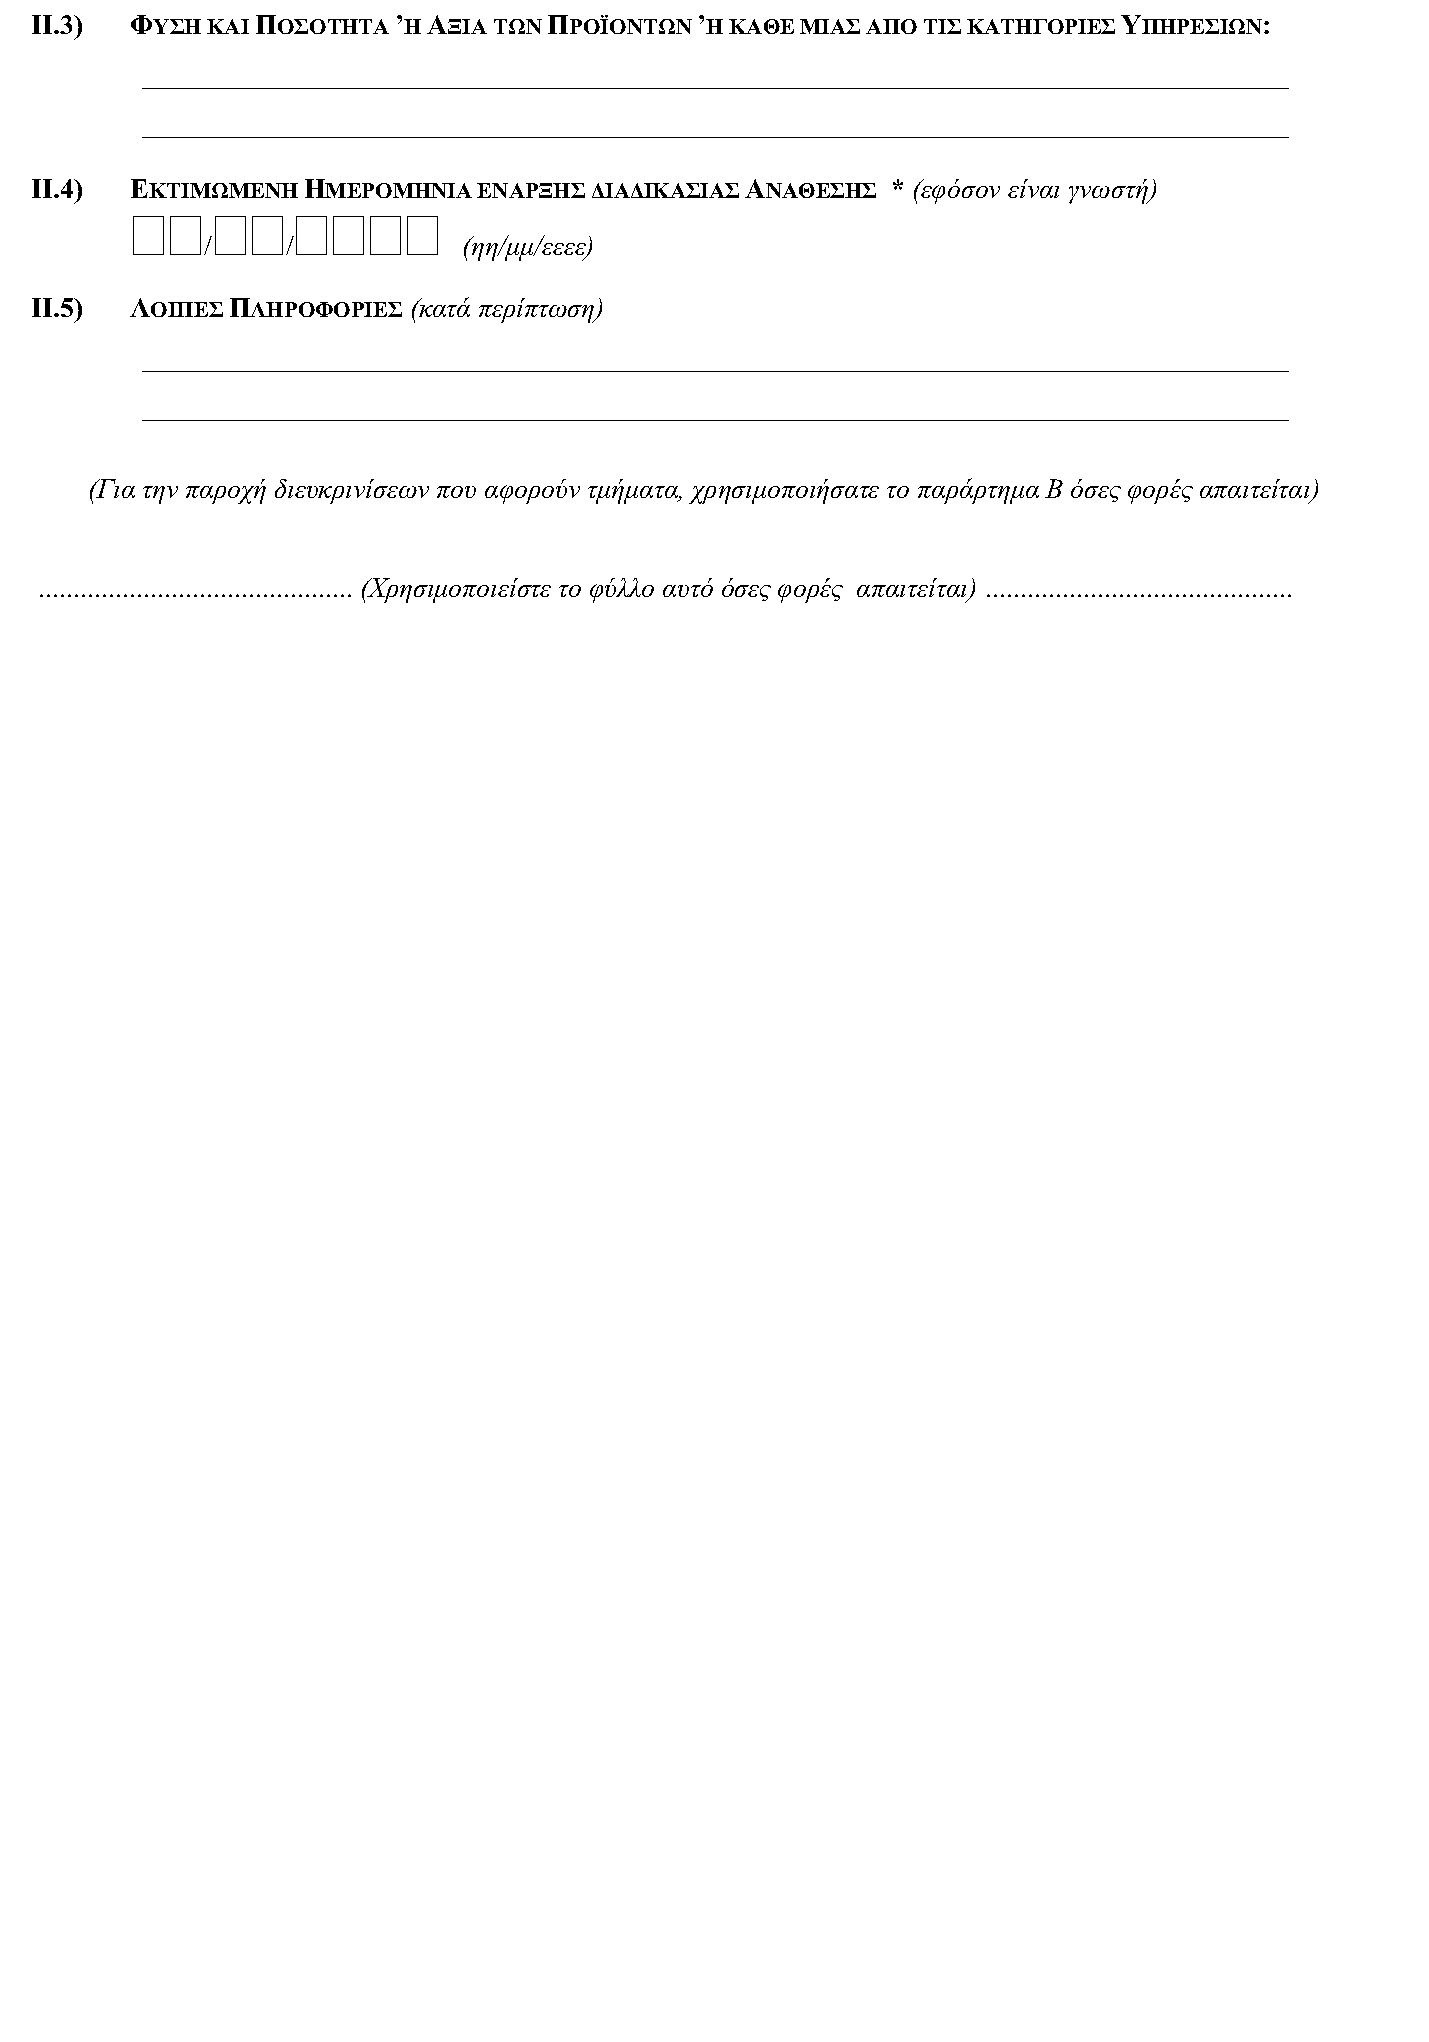 II.3) ΦΥΣΗ ΚΑΙ ΠΟΣΟΤΗΤΑ ’Η ΑΞΙΑ ΤΩΝ ΠΡΟΪΟΝΤΩΝ ’Η ΚΑΘΕ ΜΙΑΣ ΑΠΟ ΤΙΣ ΚΑΤΗΓΟΡΙΕΣ ΥΠΗΡΕΣΙΩΝ:
II.4) ΕΚΤΙΜΩΜΕΝΗ ΗΜΕΡΟΜΗΝΙΑ ΕΝΑΡΞΗΣ ΔΙΑΔΙΚΑΣΙΑΣ ΑΝΑΘΕΣΗΣ * (εφόσον είναι γνωστή)
□□/□□/□□□□ (ηη/μμ/εεεε)
II.5) ΛΟΙΠΕΣ ΠΛΗΡΟΦΟΡΙΕΣ (κατά περίπτωση)
(Για την παροχή διευκρινίσεων που αφορούν τμήματα, χρησιμοποιήσατε το παράρτημα Β όσες φορές απαιτείται)
............................................. (Χρησιμοποιείστε το φύλλο αυτό όσες φορές απαιτείται) ............................................